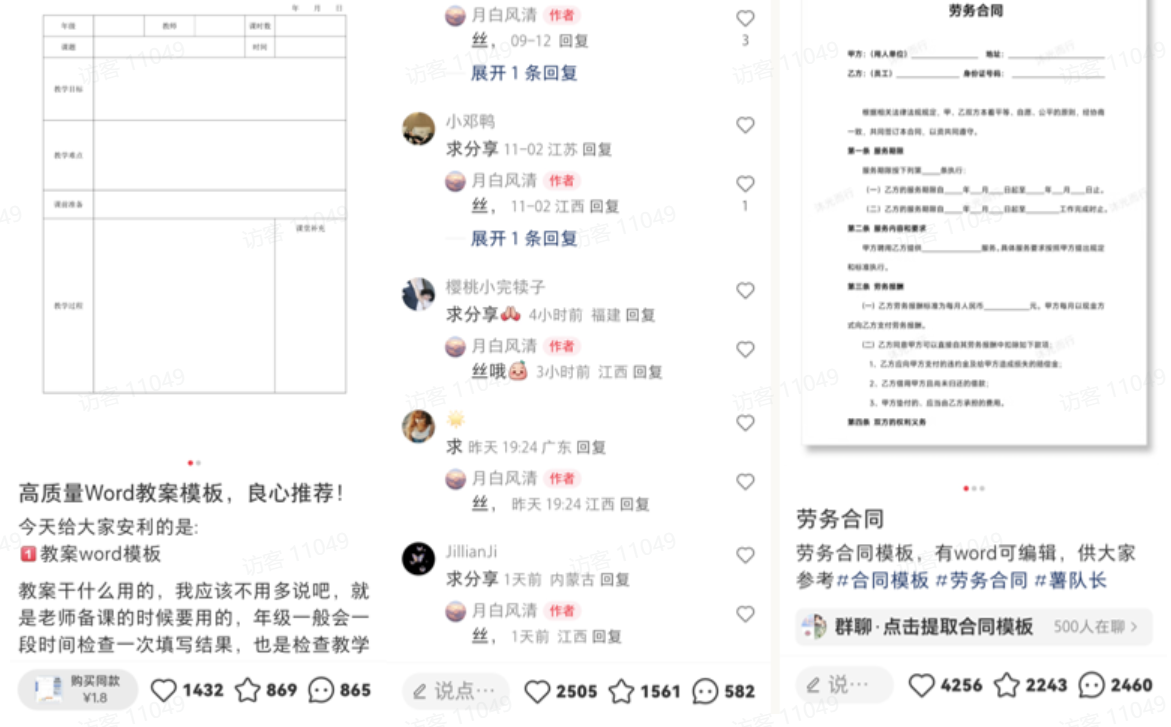 年 月 日
年级
教师
课时数
课题
时间
教学目标
教学难点
课前准备
课堂补充
教学过程
高质量Word教案模板，良心推荐！
今天给大家安利的是:
1 教案word模板
教案干什么用的，我应该不用多说吧，就
是老师备课的时候要用的，年级一般会一
段时间检查一次填写结果，也是检查教学
购买同款
¥1.8
1432
869
865
月白风清 作者
丝， 09-12 回复
3
展开 1 条回复
小邓鸭
求分享 11-02 江苏 回复
月白风清 作者
丝， 11-02 江西 回复
1
展开 1 条回复
樱桃小完犊子
求分享🙏 4小时前 福建 回复
月白风清 作者
丝哦 3小时前 江西 回复
🌟
求 昨天 19:24 广东 回复
月白风清 作者
丝， 昨天 19:24 江西 回复
JillianJi
求分享 1天前 内蒙古 回复
月白风清 作者
丝， 1天前 江西 回复
说点…
2505
1561
582
劳务合同
甲方：（用人单位）____________ 地址：____________
乙方：（员工）____________ 身份证号码：____________
根据相关法律法规规定，甲、乙双方本着平等、自愿、公平的原则，经协商
一致，共同签订本合同，以资共同遵守。
第一条 服务期限
服务期限按下列第____条执行：
（一）乙方的服务期限自____年____月____日起至____年____月____日止。
（二）乙方的服务期限自____年____月____日起至________工作完成时止。
第二条 服务内容和要求
甲方聘用乙方提供____________服务，具体服务要求按照甲方提出规定
和标准执行。
第三条 劳务报酬
（一）乙方劳务报酬标准为每月人民币_________元。甲方每月以现金方
式向乙方支付劳务报酬。
（二）乙方同意甲方可以直接自其劳务报酬中扣除如下款项：
1、乙方应向甲方支付的违约金及给甲方造成损失的赔偿金；
2、乙方借用甲方且尚未归还的借款；
3、甲方垫付的、应当由乙方承担的费用。
第四条 双方的权利义务
劳务合同
劳务合同模板，有word可编辑，供大家
参考#合同模板 #劳务合同 #薯队长
群聊·点击提取合同模板 500人在聊 >
说…
4256
2243
2460
访客 11049